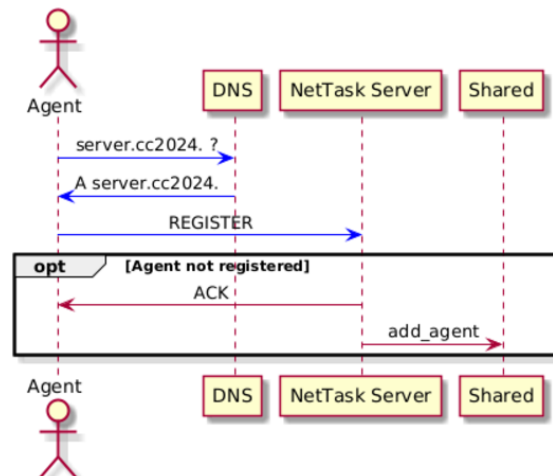 Agent
DNS
NetTask Server
Shared
server.cc2024. ?
A server.cc2024.
REGISTER
opt
[Agent not registered]
ACK
add_agent
Agent
DNS
NetTask Server
Shared